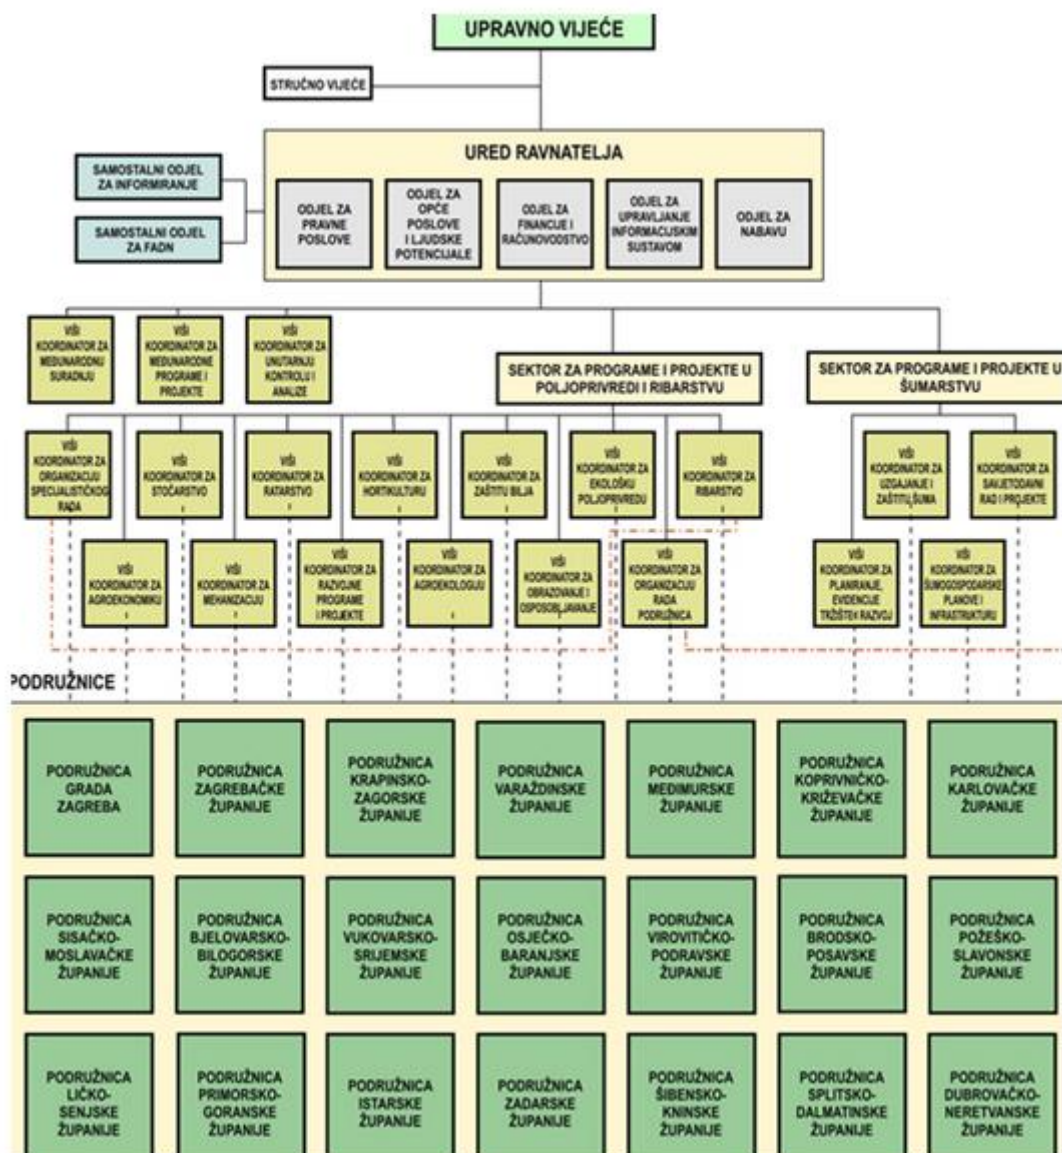 UPRAVNO VIJEĆE
STRUČNO VIJEĆE
URED RAVNATELJA
SAMOSTALNI ODJEL
ZA INFORMIRANJE
SAMOSTALNI ODJEL
ZA FADN
ODJEL ZA
PRAVNE
POSLOVE
ODJEL ZA
OPĆE
POSLOVE
I LJUDSKE
POTENCIJALE
ODJEL ZA
FINANCIJE I
RAČUNOVODSTVO
ODJEL ZA
UPRAVLJANJE
INFORMACIJSKIM
SUSTAVOM
ODJEL ZA
NABAVU
VIŠI
KOORDINATOR ZA
MEĐUNARODNU
SURADNJU
VIŠI
KOORDINATOR ZA
MEĐUNARODNE
PROGRAME I
PROJEKTE
VIŠI
KOORDINATOR ZA
UNUTARNJU
KONTROLU I
ANALIZE
SEKTOR ZA PROGRAME I PROJEKTE U
POLJOPRIVREDI I RIBARSTVU
SEKTOR ZA PROGRAME I PROJEKTE U
ŠUMARSTVU
VIŠI
KOORDINATOR ZA
ORGANIZACIJU
SPECIJALISTIČKOG
RADA
VIŠI
KOORDINATOR ZA
STOČARSTVO
VIŠI
KOORDINATOR ZA
RATARSTVO
VIŠI
KOORDINATOR ZA
HORTIKULTURU
VIŠI
KOORDINATOR ZA
ZAŠTITU BILJA
VIŠI
KOORDINATOR ZA
EKOLOŠKU
POLJOPRIVREDU
VIŠI
KOORDINATOR ZA
RIBARSTVO
VIŠI
KOORDINATOR ZA
UZGAJANJE I
ZAŠTITU ŠUMA
VIŠI
KOORDINATOR ZA
SAVJETODAVNI
RAD I PROJEKTE
VIŠI
KOORDINATOR ZA
AGROEKONOMIKU
VIŠI
KOORDINATOR ZA
MEHANIZACIJU
VIŠI
KOORDINATOR ZA
RAZVOJNE
PROGRAME
I PROJEKTE
VIŠI
KOORDINATOR ZA
AGROEKOLOGIJU
VIŠI
KOORDINATOR ZA
OBRAZOVANJE I
OSPOSOBLJAVANJE
VIŠI
KOORDINATOR ZA
ORGANIZACIJU
RADA
PODRUŽNICA
VIŠI
KOORDINATOR ZA
PLANIRANJE,
EVIDENCIJE
TRŽIŠTE I RAZVOJ
VIŠI
KOORDINATOR ZA
ŠUMOGOSPODARSKE
PLANOVE I
INFRASTRUKTURU
PODRUŽNICE
PODRUŽNICA
GRADA
ZAGREBA
PODRUŽNICA
ZAGREBAČKE
ŽUPANIJE
PODRUŽNICA
KRAPINSKO-
ZAGORSKE
ŽUPANIJE
PODRUŽNICA
VARAŽDINSKE
ŽUPANIJE
PODRUŽNICA
MEĐIMURSKE
ŽUPANIJE
PODRUŽNICA
KOPRIVNIČKO-
KRIŽEVAČKE
ŽUPANIJE
PODRUŽNICA
KARLOVAČKE
ŽUPANIJE
PODRUŽNICA
SISAČKO-
MOSLAVAČKE
ŽUPANIJE
PODRUŽNICA
BJELOVARSKO-
BILOGORSKE
ŽUPANIJE
PODRUŽNICA
VUKOVARSKO-
SRIJEMSKE
ŽUPANIJE
PODRUŽNICA
OSJEČKO-
BARANJSKE
ŽUPANIJE
PODRUŽNICA
VIROVITIČKO-
PODRAVSKE
ŽUPANIJE
PODRUŽNICA
BRODSKO-
POSAVSKE
ŽUPANIJE
PODRUŽNICA
POŽEŠKO-
SLAVONSKE
ŽUPANIJE
PODRUŽNICA
LIČKO-
SENJSKE
ŽUPANIJE
PODRUŽNICA
PRIMORSKO-
GORANSKE
ŽUPANIJE
PODRUŽNICA
ISTARSKE
ŽUPANIJE
PODRUŽNICA
ZADARSKE
ŽUPANIJE
PODRUŽNICA
ŠIBENSKO-
KNINSKE
ŽUPANIJE
PODRUŽNICA
SPLITSKO-
DALMATINSKE
ŽUPANIJE
PODRUŽNICA
DUBROVAČKO-
NERETVANSKE
ŽUPANIJE